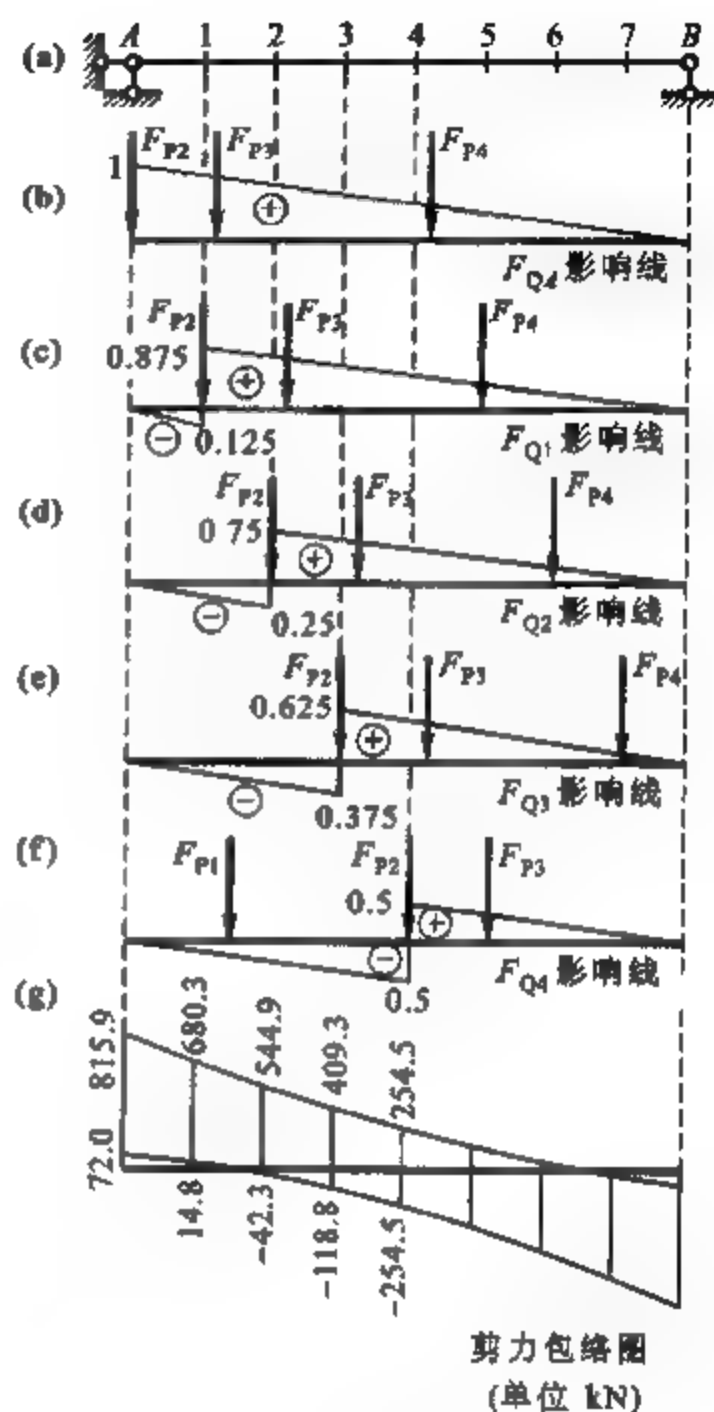 (a) A 1 2 3 4 5 6 7 B
(b) 1 F_P2 F_P3 F_P4
⊕
F_QA 影响线
(c) F_P2 F_P3 F_P4
0.875 ⊕
⊖ 0.125 F_Q1 影响线
(d) F_P2 F_P3 F_P4
0 75 ⊕
⊖ 0.25 F_Q2 影响线
(e) F_P2 F_P3 F_P4
0.625 ⊕
⊖ 0.375 F_Q3 影响线
(f) F_P1 F_P2 F_P3
0.5 ⊕
⊖ 0.5 F_Q4 影响线
(g)
815.9 680.3 544.9 409.3 254.5
72.0 14.8 -42.3 -118.8 -254.5
剪力包络图
(单位 kN)